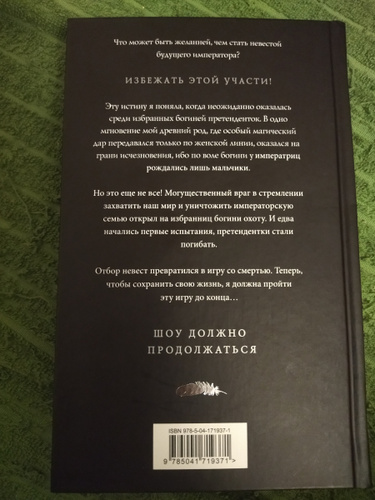 Что может быть желанней, чем стать невестой
будущего императора?
ИЗБЕЖАТЬ ЭТОЙ УЧАСТИ!
Эту истину я поняла, когда неожиданно оказалась
среди избранных богиней претенденток. В одно
мгновение мой древний род, где особый магический
дар передавался только по женской линии, оказался на
грани исчезновения, ибо по воле богини у императриц
рождались лишь мальчики.
Но это еще не все! Могущественный враг в стремлении
захватить наш мир и уничтожить императорскую
семью открыл на избранниц богини охоту. И едва
начались первые испытания, претендентки стали
погибать.
Отбор невест превратился в игру со смертью. Теперь,
чтобы сохранить свою жизнь, я должна пройти
эту игру до конца...
ШОУ ДОЛЖНО
ПРОДОЛЖАТЬСЯ
ISBN 978-5-04-171937-1
9 785041 719371 >